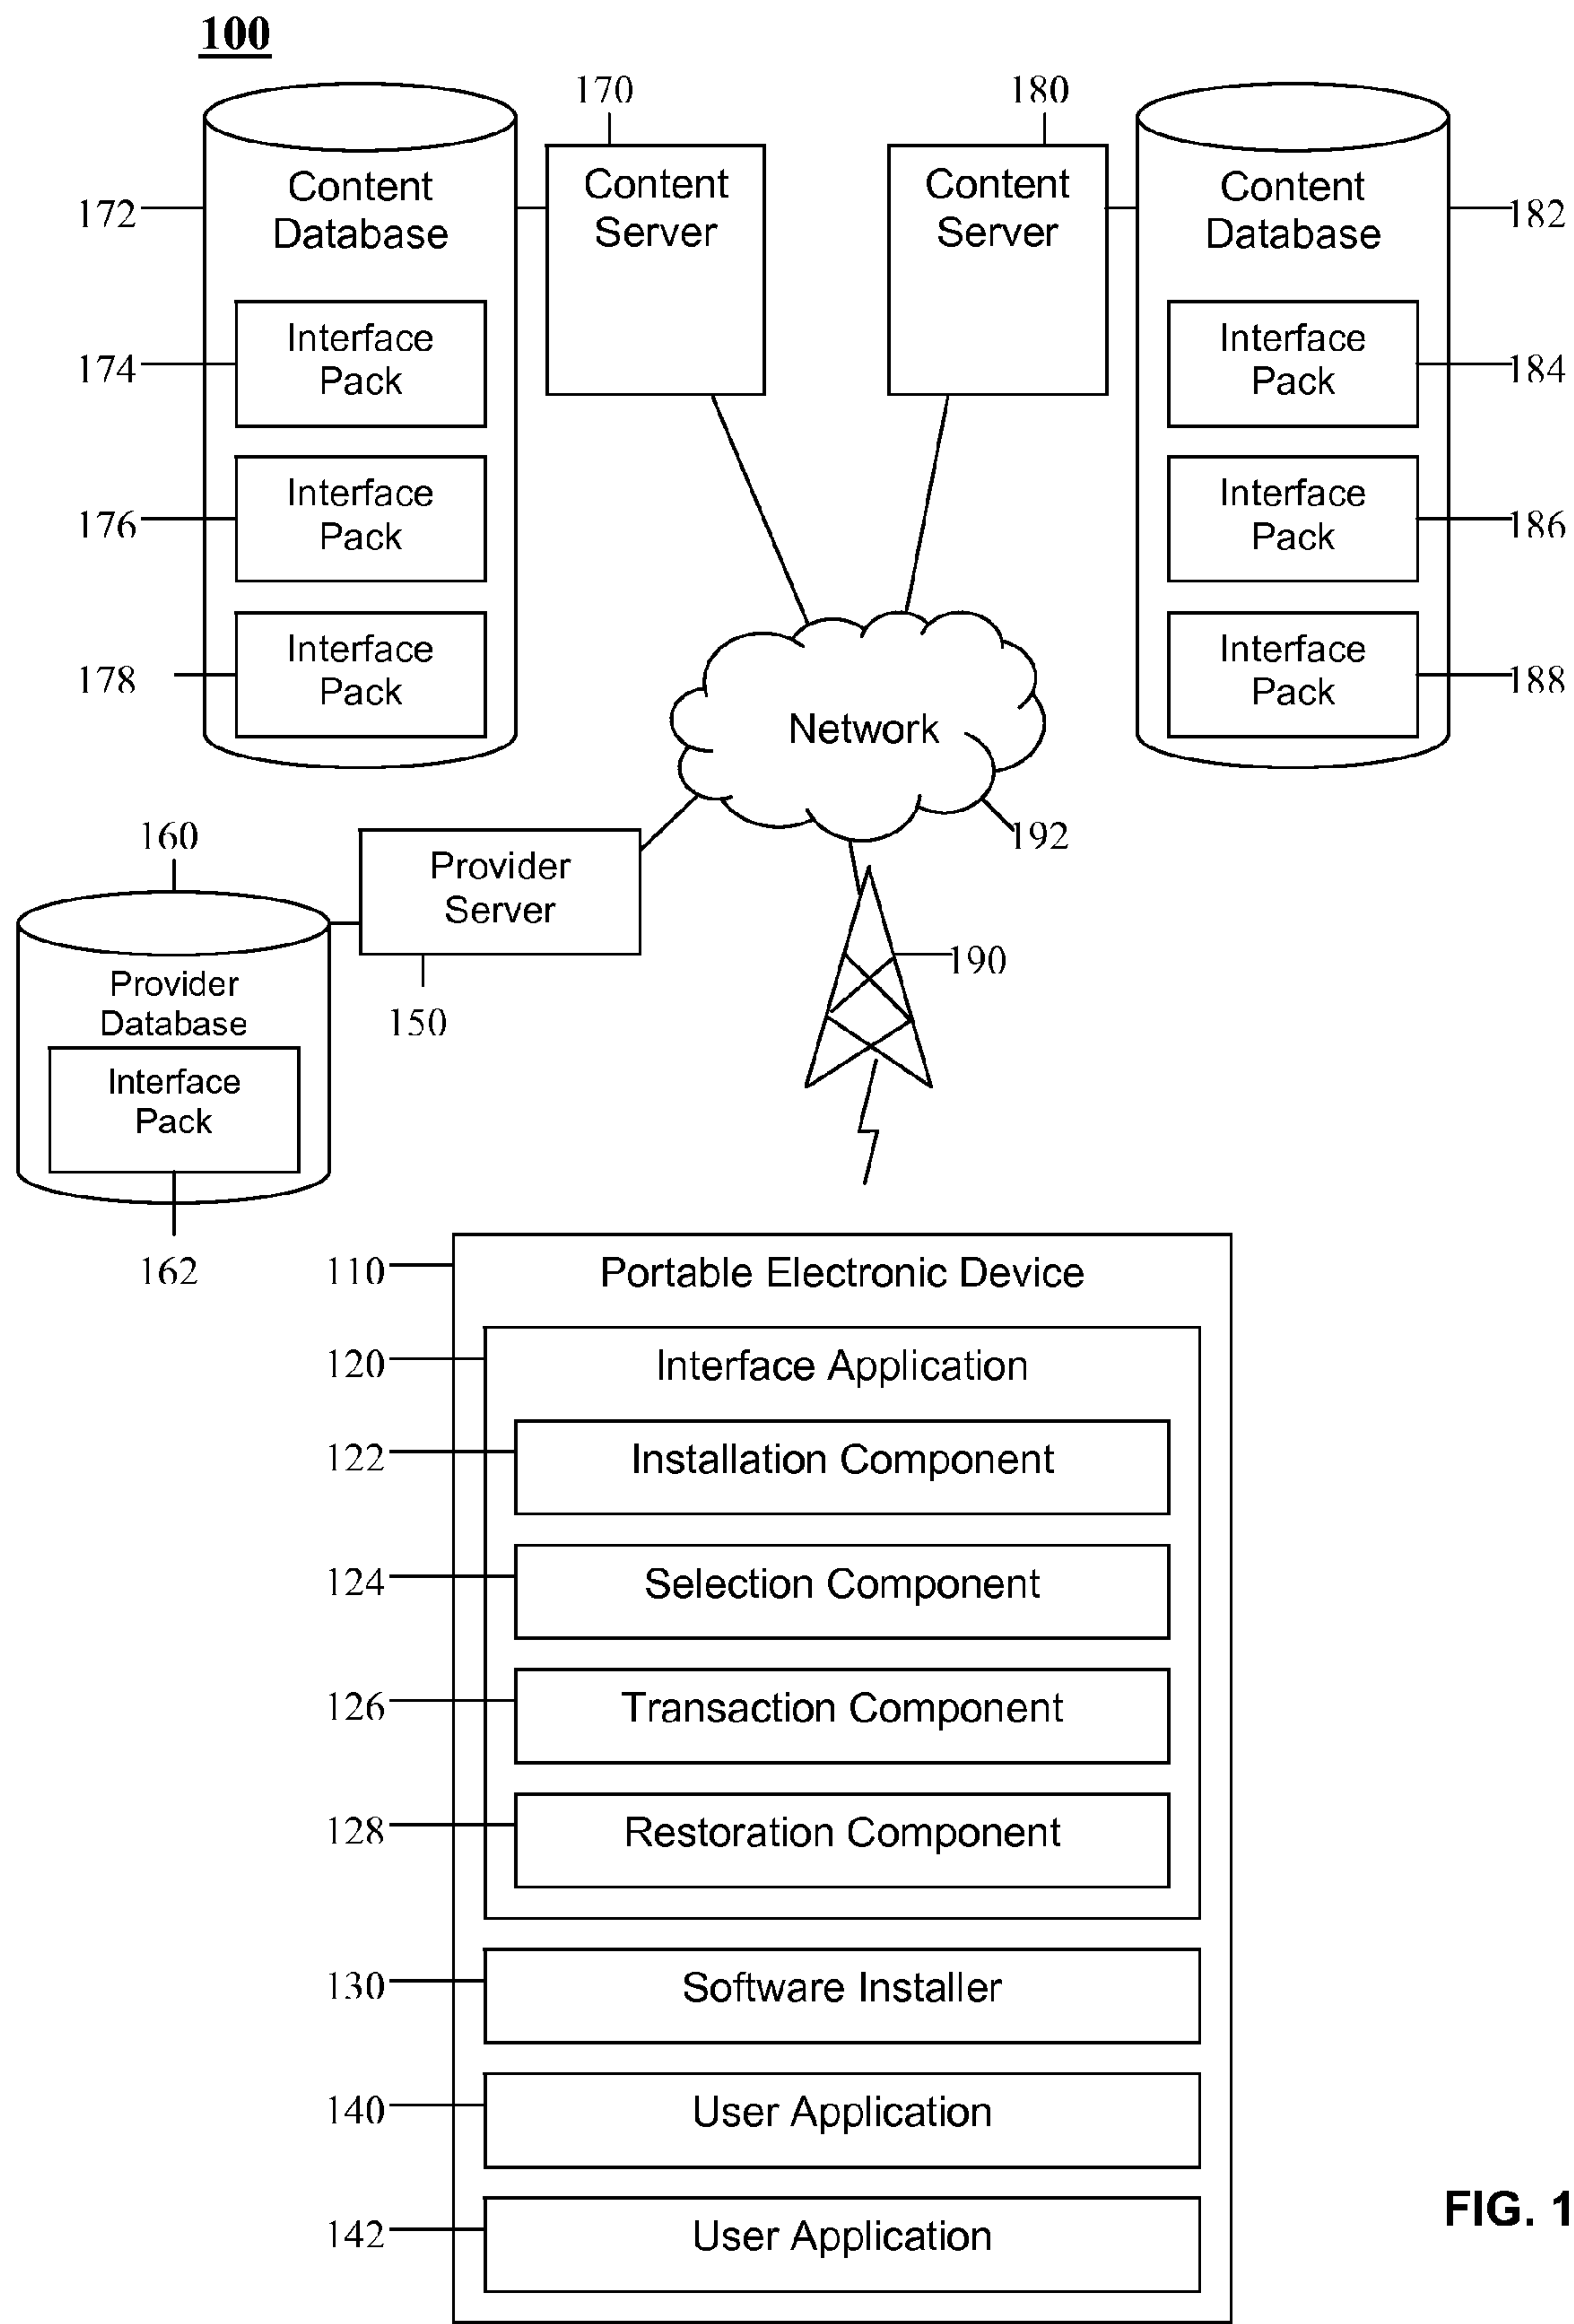 100
170
180
Content
Database
Content
Server
Content
Server
Content
Database
172
182
Interface
Pack
174
Interface
Pack
184
Interface
Pack
176
Interface
Pack
186
Interface
Pack
178
Interface
Pack
188
Network
192
160
Provider
Server
150
190
Provider
Database
Interface
Pack
162
110
Portable Electronic Device
120
Interface Application
122
Installation Component
124
Selection Component
126
Transaction Component
128
Restoration Component
130
Software Installer
140
User Application
142
User Application
FIG. 1